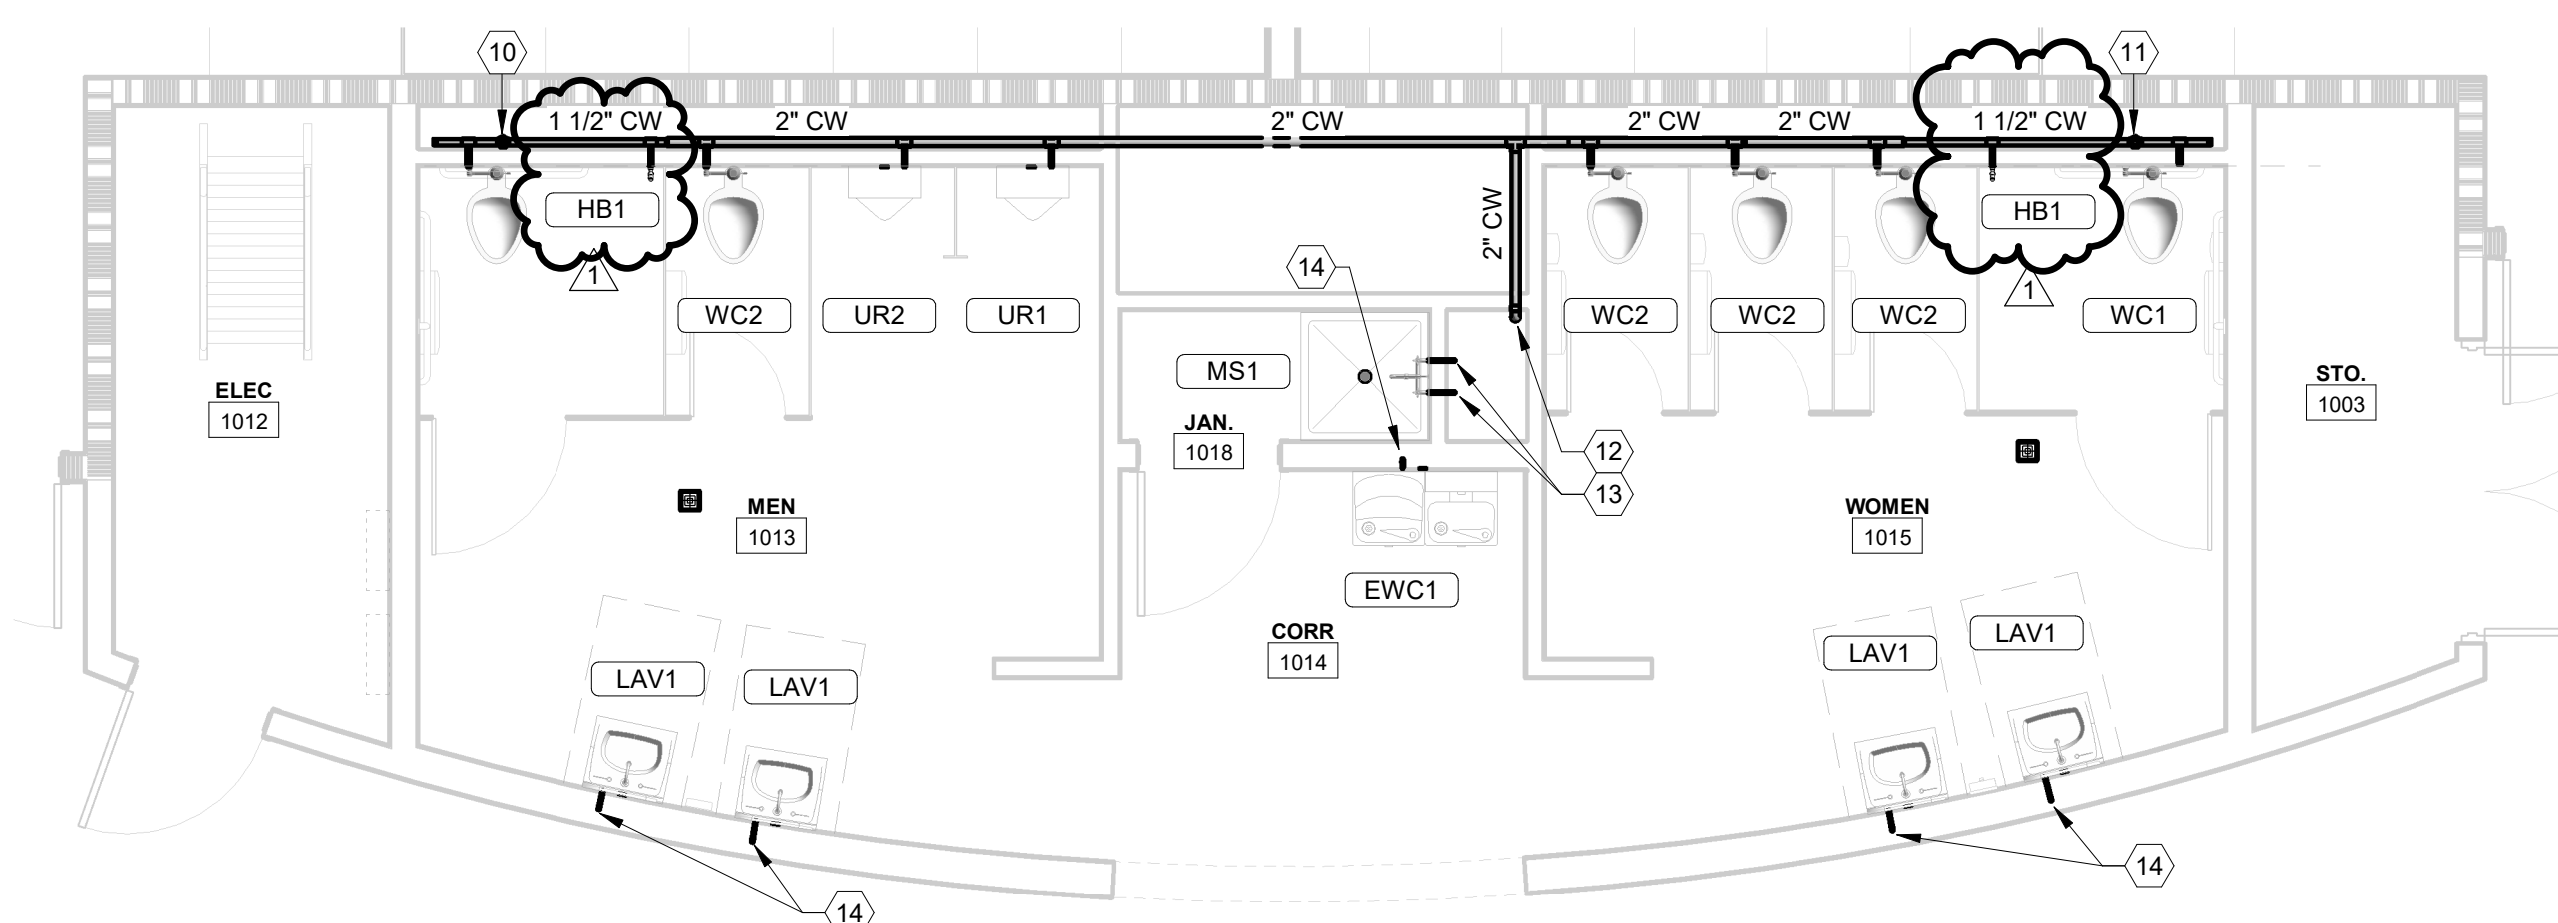 10
11
1 1/2" CW
2" CW
2" CW
2" CW
2" CW
1 1/2" CW
HB1
HB1
2" CW
14
1
1
WC2
UR2
UR1
WC2
WC2
WC2
WC1
MS1
ELEC
1012
STO.
1003
JAN.
1018
12
13
MEN
1013
WOMEN
1015
EWC1
CORR
1014
LAV1
LAV1
LAV1
LAV1
14
14